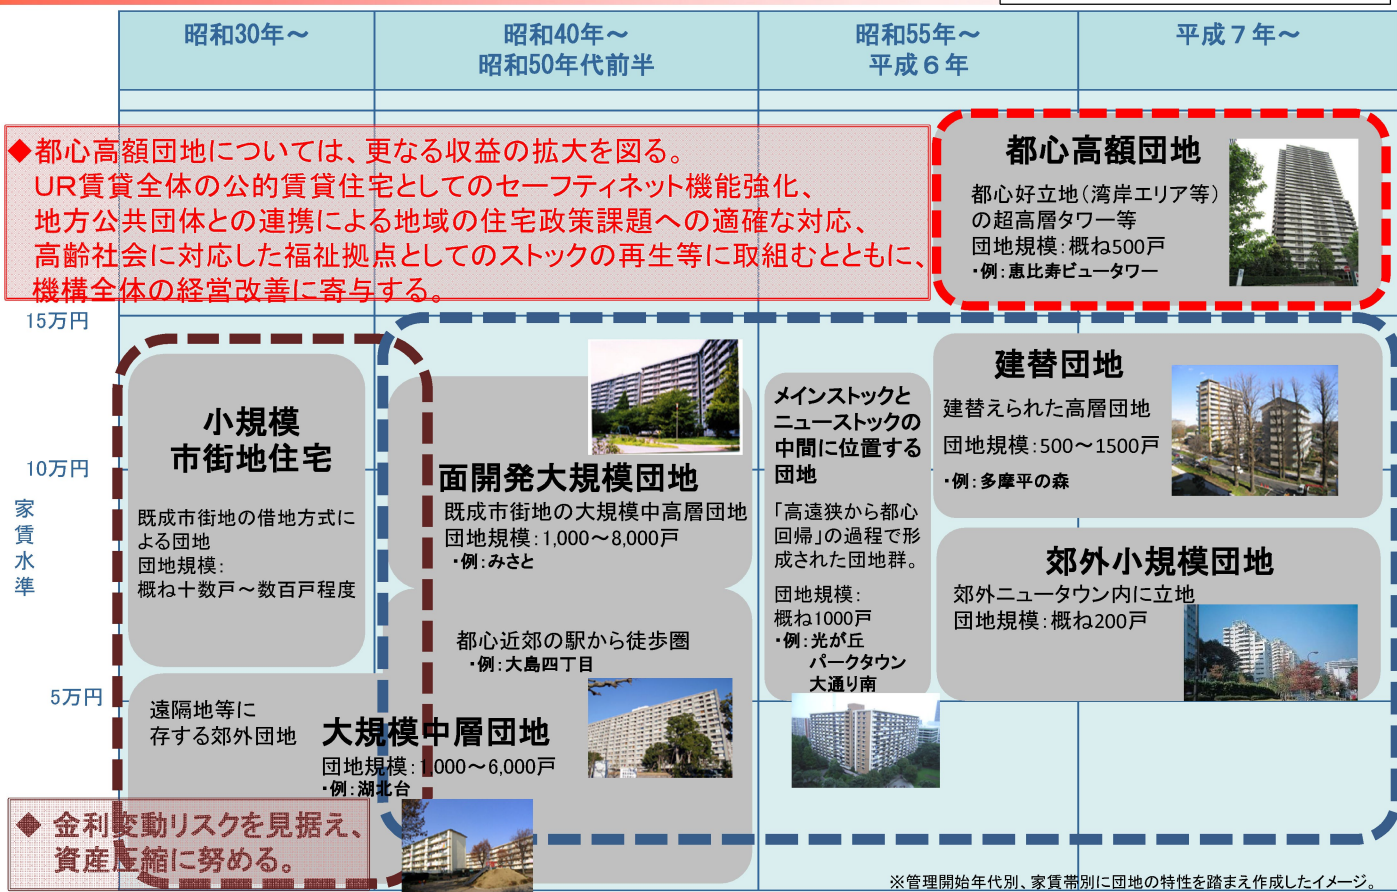 昭和30年～
昭和40年～
昭和50年代前半
昭和55年～
平成６年
平成７年～
◆都心高額団地については、更なる収益の拡大を図る。
ＵＲ賃貸全体の公的賃貸住宅としてのセーフティネット機能強化、
地方公共団体との連携による地域の住宅政策課題への適確な対応、
高齢社会に対応した福祉拠点としてのストックの再生等に取組むとともに、
機構全体の経営改善に寄与する。
都心高額団地
都心好立地（湾岸エリア等）
の超高層タワー等
団地規模：概ね500戸
・例：恵比寿ビュータワー
15万円
10万円
家賃水準
5万円
小規模
市街地住宅
既成市街地の借地方式に
よる団地
団地規模：
概ね十数戸～数百戸程度
面開発大規模団地
既成市街地の大規模中高層団地
団地規模：1,000～8,000戸
・例：みさと
都心近郊の駅から徒歩圏
・例：大島四丁目
メインストックと
ニューストックの
中間に位置する
団地
「高遠狭から都心
回帰」の過程で形
成された団地群。
団地規模：
概ね1000戸
・例：光が丘
パークタウン
大通り南
建替団地
建替えられた高層団地
団地規模：500～1500戸
・例：多摩平の森
郊外小規模団地
郊外ニュータウン内に立地
団地規模：概ね200戸
遠隔地等に
存する郊外団地
大規模中層団地
団地規模：1,000～6,000戸
・例：湖北台
◆ 金利変動リスクを見据え、
資産圧縮に努める。
※管理開始年代別、家賃帯別に団地の特性を踏まえ作成したイメージ。